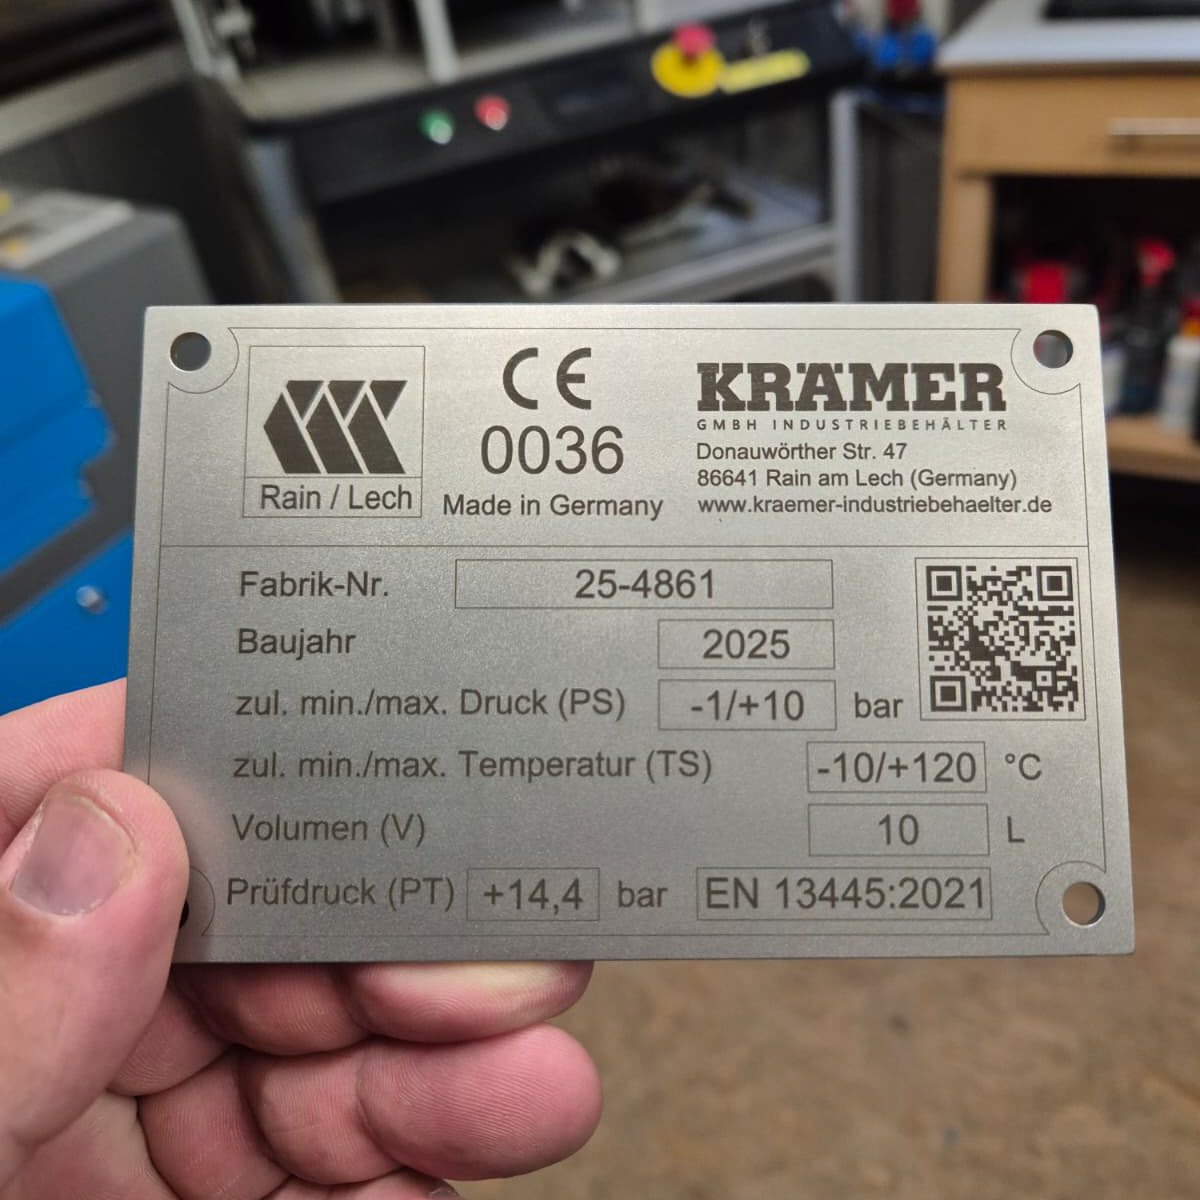 Rain / Lech
CE
0036
Made in Germany
KRÄMER
GMBH INDUSTRIEBEHÄLTER
Donauwörther Str. 47
86641 Rain am Lech (Germany)
www.kraemer-industriebehaelter.de
Fabrik-Nr. 25-4861
Baujahr 2025
zul. min./max. Druck (PS) -1/+10 bar
zul. min./max. Temperatur (TS) -10/+120 °C
Volumen (V) 10 L
Prüfdruck (PT) +14,4 bar EN 13445:2021